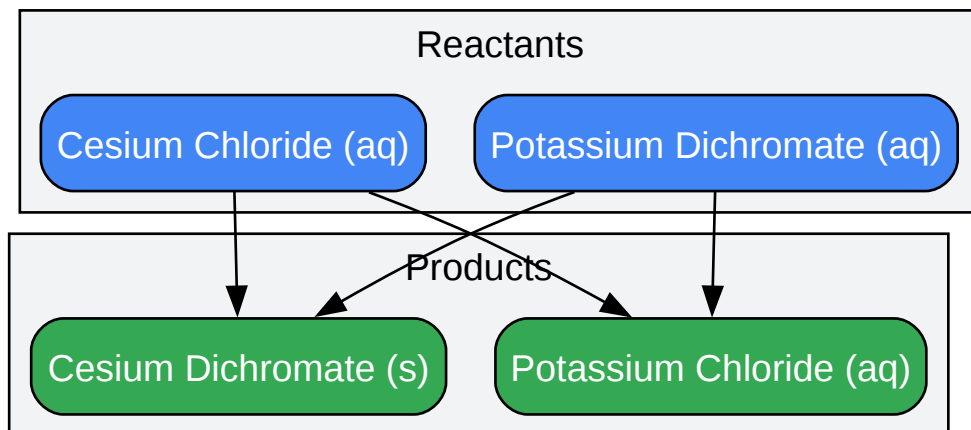 Reactants
Cesium Chloride (aq)
Potassium Dichromate (aq)
Products
Cesium Dichromate (s)
Potassium Chloride (aq)